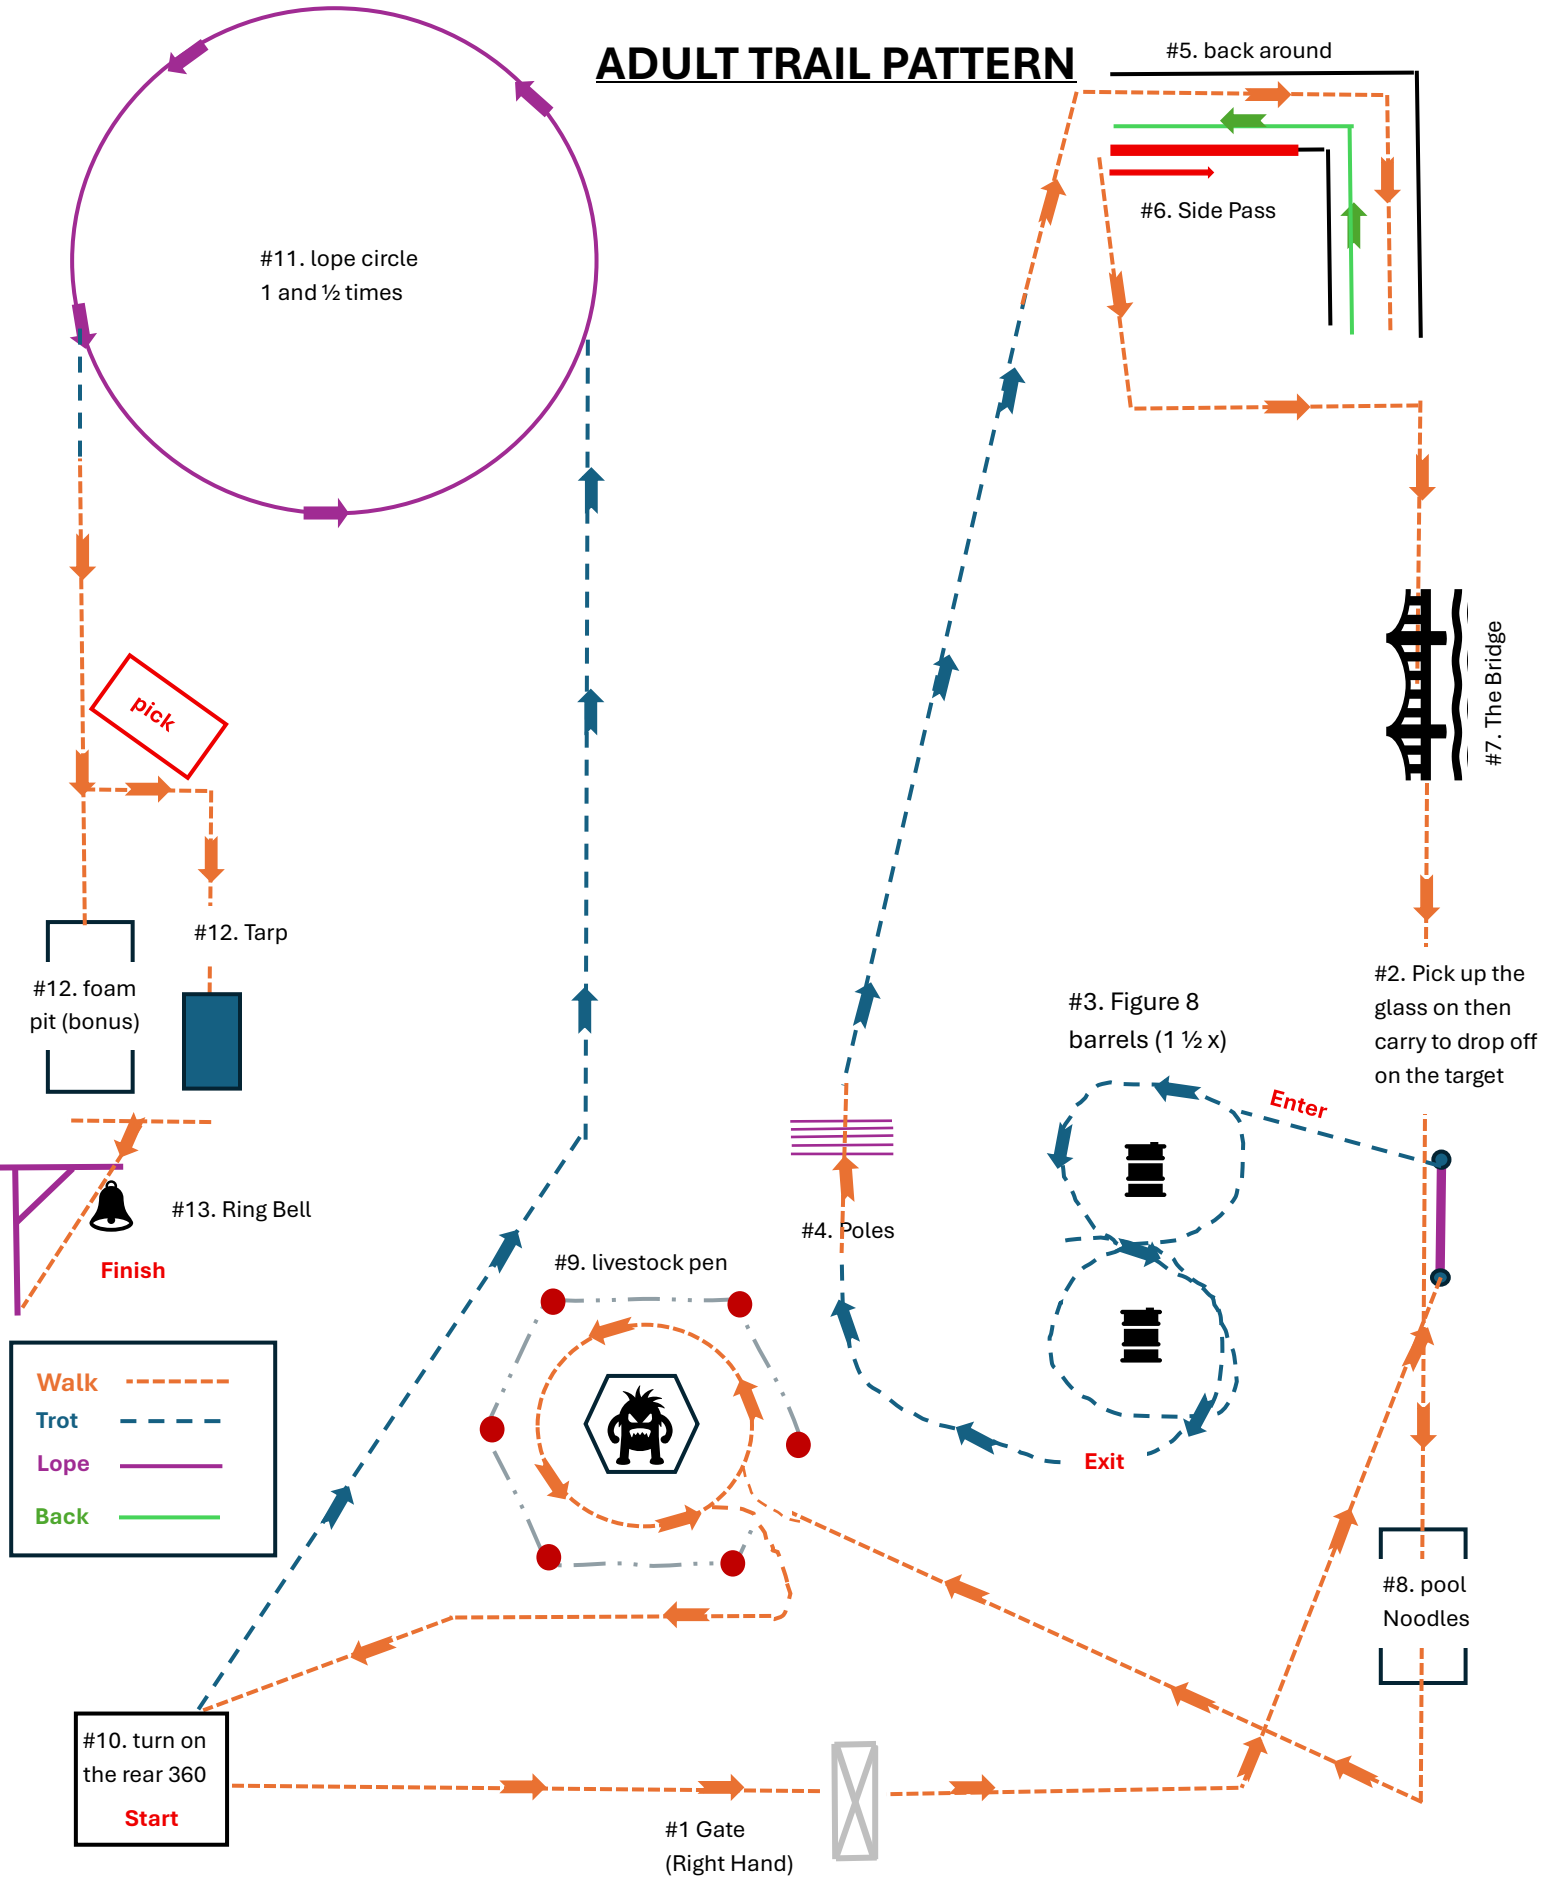 ADULT TRAIL PATTERN
#5. back around
#6. Side Pass
#11. lope circle
1 and ½ times
#7. The Bridge
pick
#12. Tarp
#12. foam
pit (bonus)
#2. Pick up the
glass on then
carry to drop off
on the target
#3. Figure 8
barrels (1 ½ x)
Enter
#13. Ring Bell
Finish
#4. Poles
#9. livestock pen
Exit
Walk
Trot
Lope
Back
#8. pool
Noodles
#10. turn on
the rear 360
Start
#1 Gate
(Right Hand)